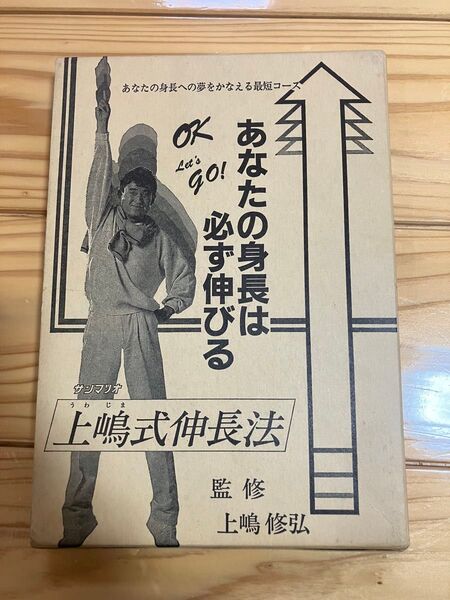 あなたの身長への夢をかなえる最短コース
OK
Let's
GO!
あなたの身長は
必ず伸びる
サンマリオ
うわじま
上嶋式伸長法
監修
上嶋修弘